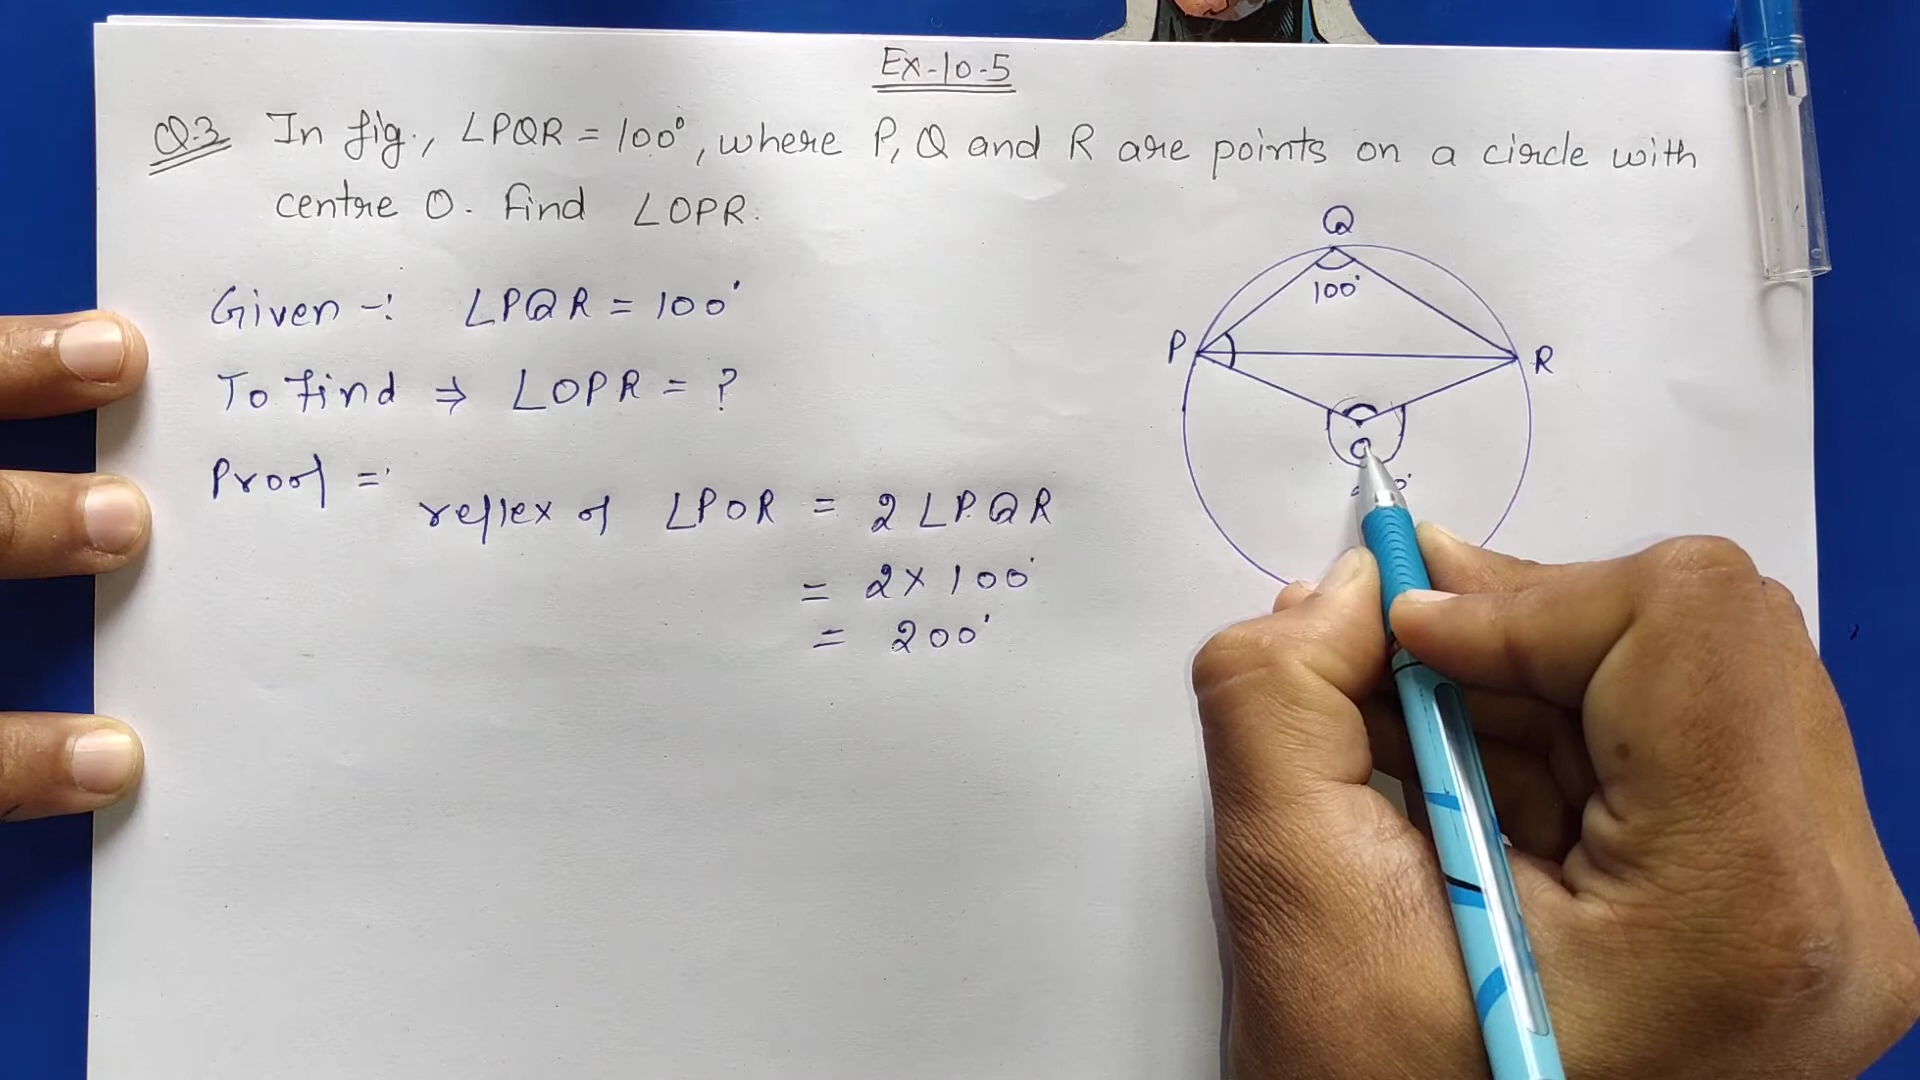 Ex-10.5
Q.3 In fig., ∠PQR = 100°, where P, Q and R are points on a circle with
centre O. Find ∠OPR.
Given -: ∠PQR = 100°
To find ⇒ ∠OPR = ?
Proof =
reflex of ∠POR = 2 ∠PQR
= 2 × 100°
= 200°
Q
100°
P
R
O